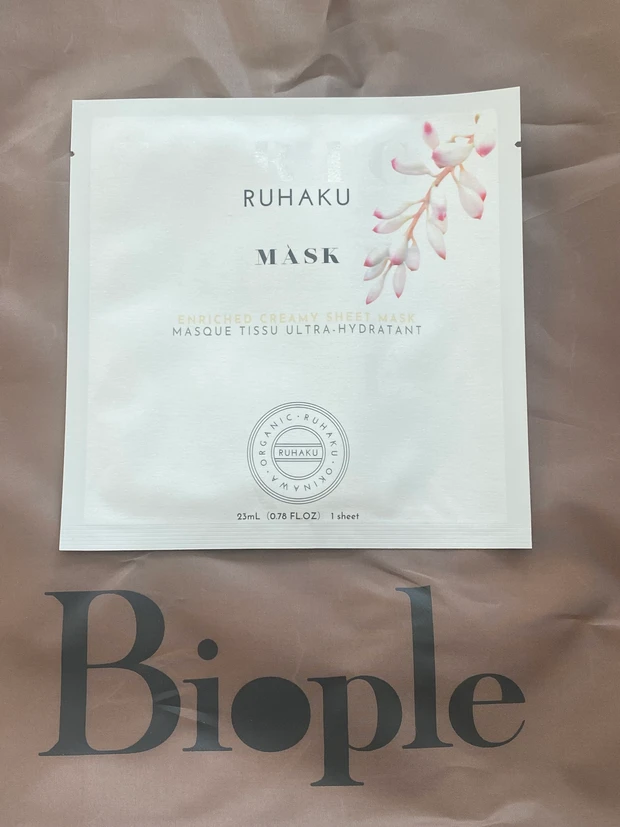 RUHAKU
MÀSK
ENRICHED CREAMY SHEET MASK
MASQUE TISSU ULTRA-HYDRATANT
ORGANIC · RUHAKU · OKINAWA ·
RUHAKU
23mL (0.78 FL.OZ) 1 sheet
Biople